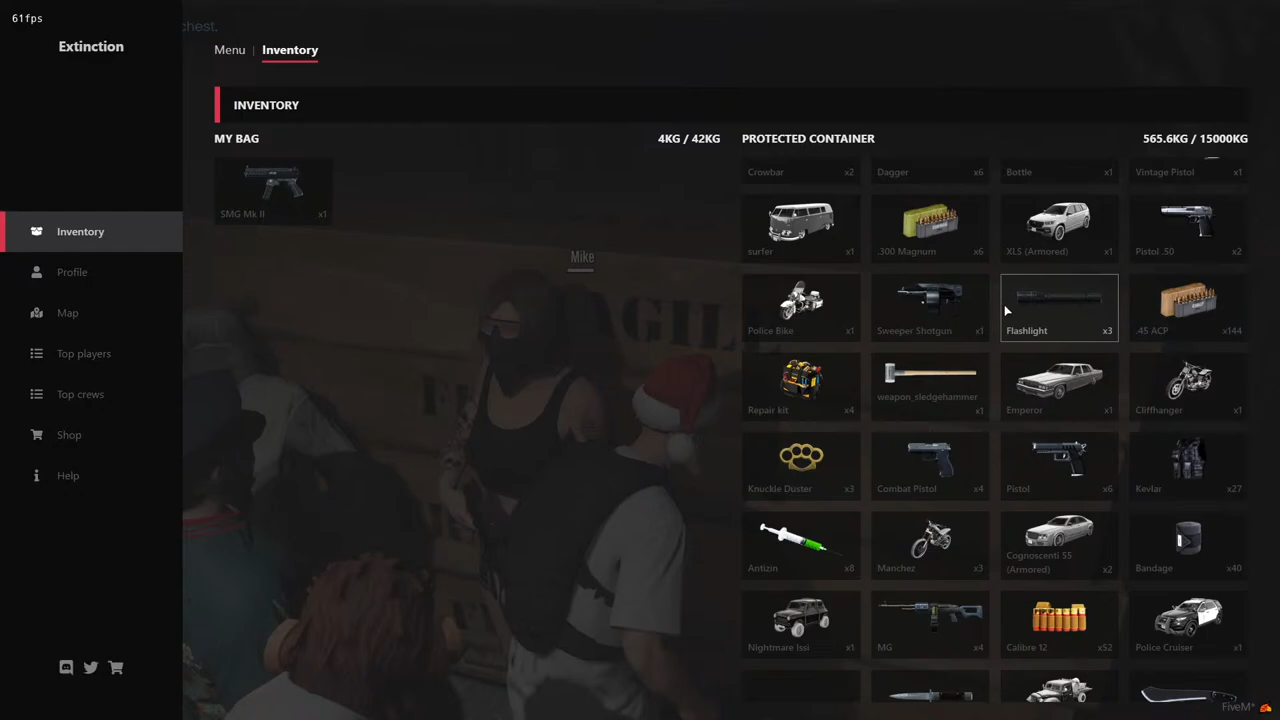 61fps
chest.
Extinction
Menu | Inventory
INVENTORY
MY BAG 4KG / 42KG
PROTECTED CONTAINER 565.6KG / 15000KG
SMG Mk II x1
Crowbar x2
Dagger x6
Bottle x1
Vintage Pistol x1
Inventory
Profile
Map
Top players
Top crews
Shop
Help
Mike
FRAGIL
surfer x1
.300 Magnum x6
XLS (Armored) x1
Pistol .50 x2
Police Bike x1
Sweeper Shotgun x1
Flashlight x3
.45 ACP x144
Repair kit x4
weapon_sledgehammer
x1
Emperor x1
Cliffhanger x1
Knuckle Duster x3
Combat Pistol x4
Pistol x6
Kevlar x27
Antizin x8
Manchez x3
Cognoscenti 55
(Armored) x2
Bandage x40
Nightmare Issi x1
MG x4
Calibre 12 x52
Police Cruiser x1
FiveM*